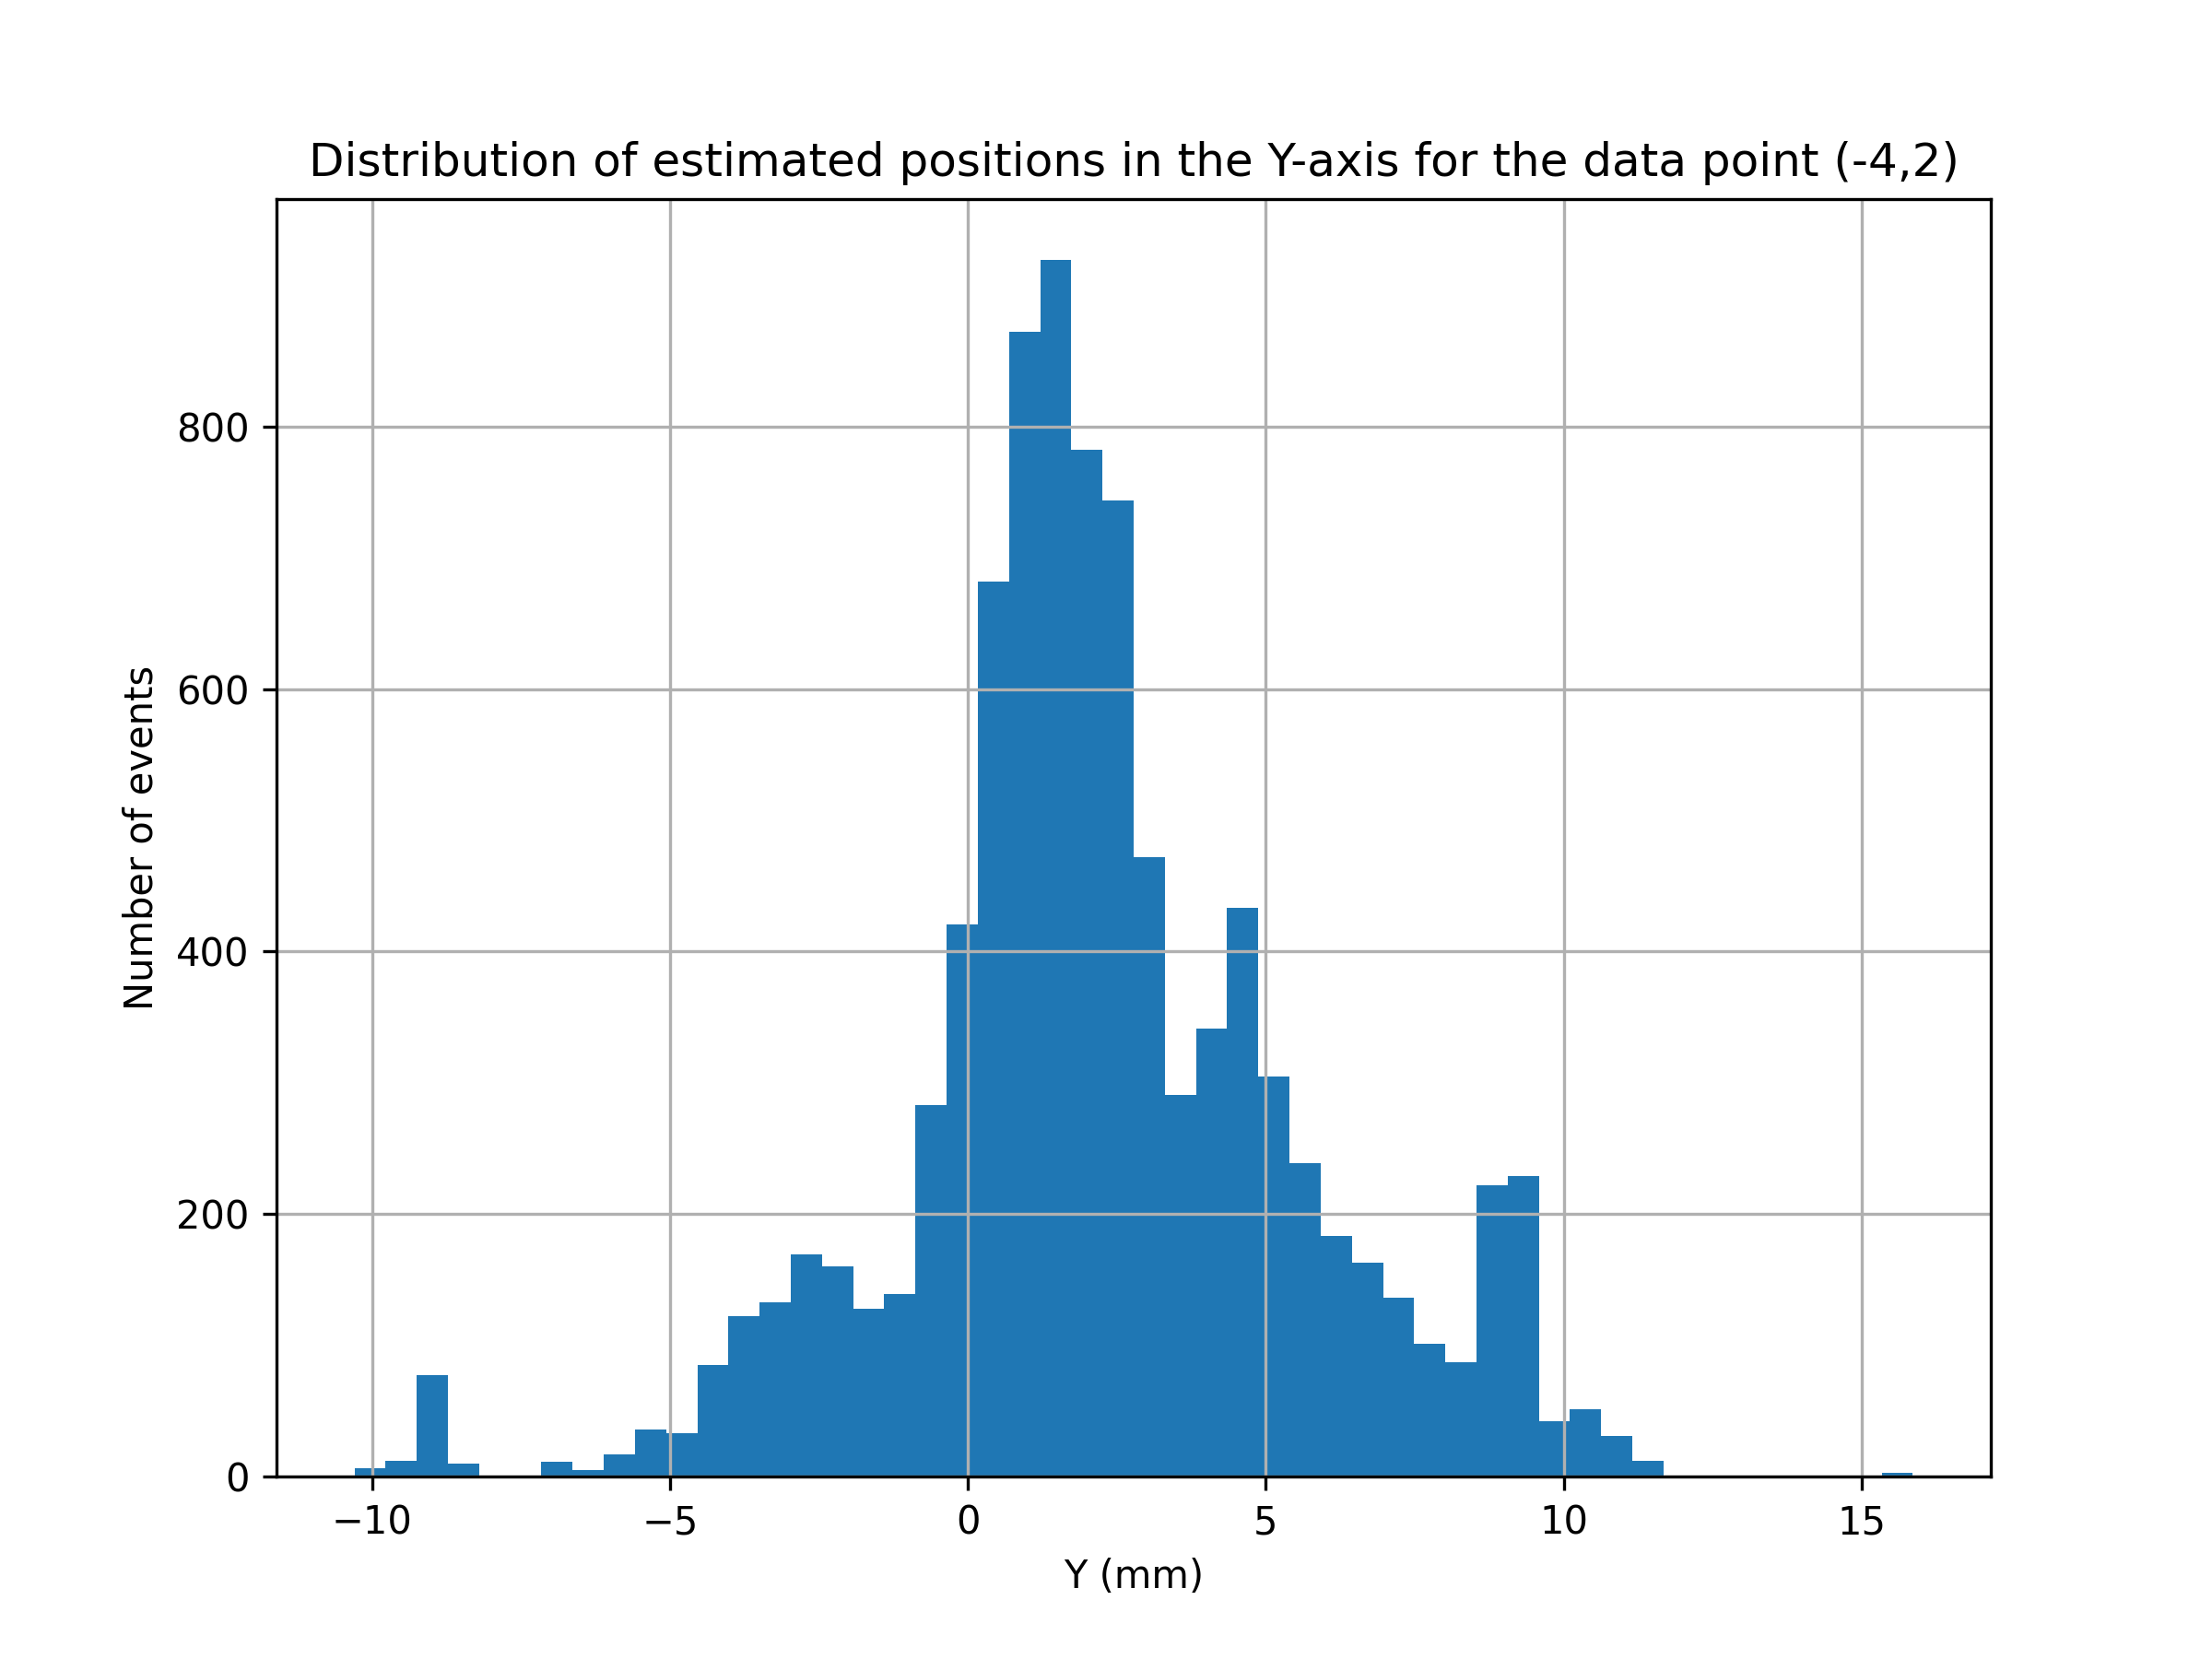 Distribution of estimated positions in the Y-axis for the data point (-4,2)
Number of events
800
600
400
200
0
−10 −5 0 5 10 15
Y (mm)